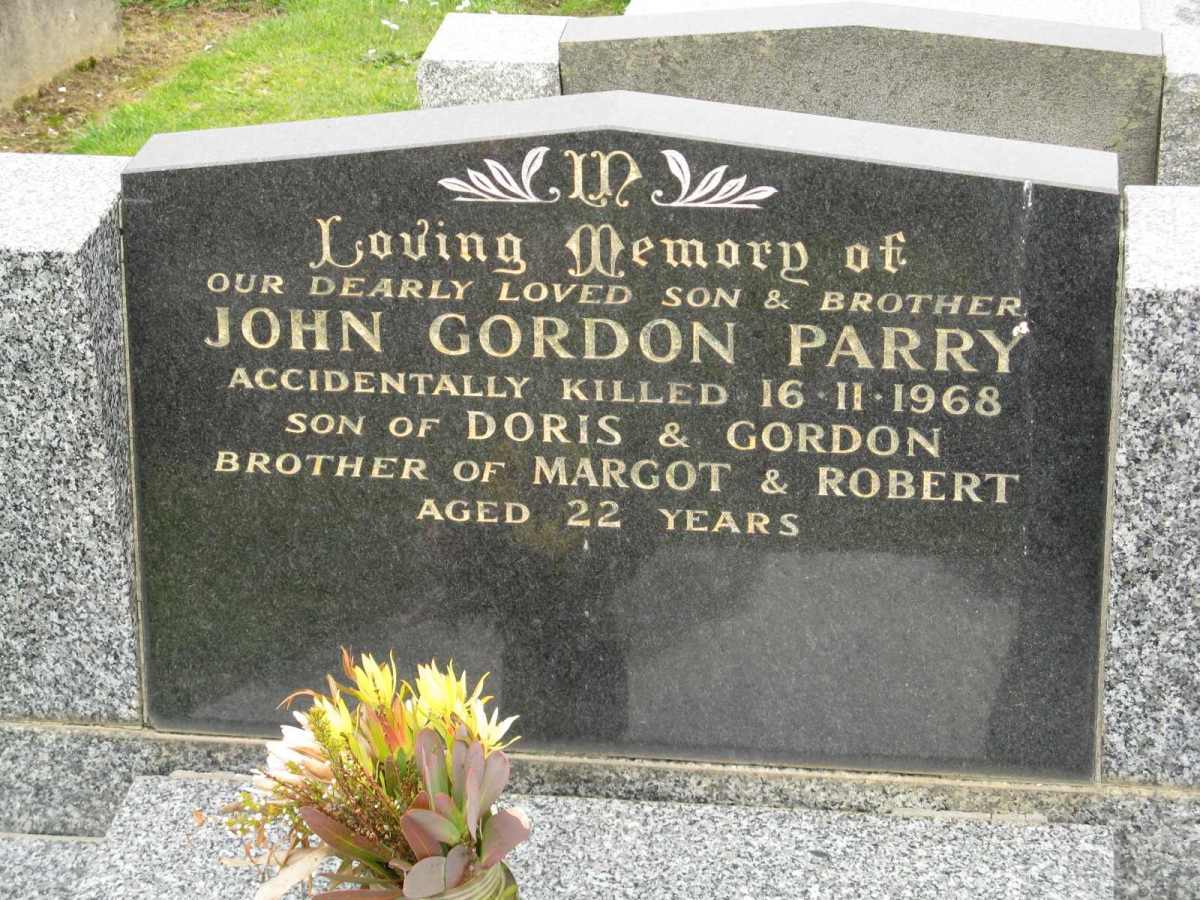 In
Loving Memory of
OUR DEARLY LOVED SON & BROTHER
JOHN GORDON PARRY
ACCIDENTALLY KILLED 16·11·1968
SON OF DORIS & GORDON
BROTHER OF MARGOT & ROBERT
AGED 22 YEARS